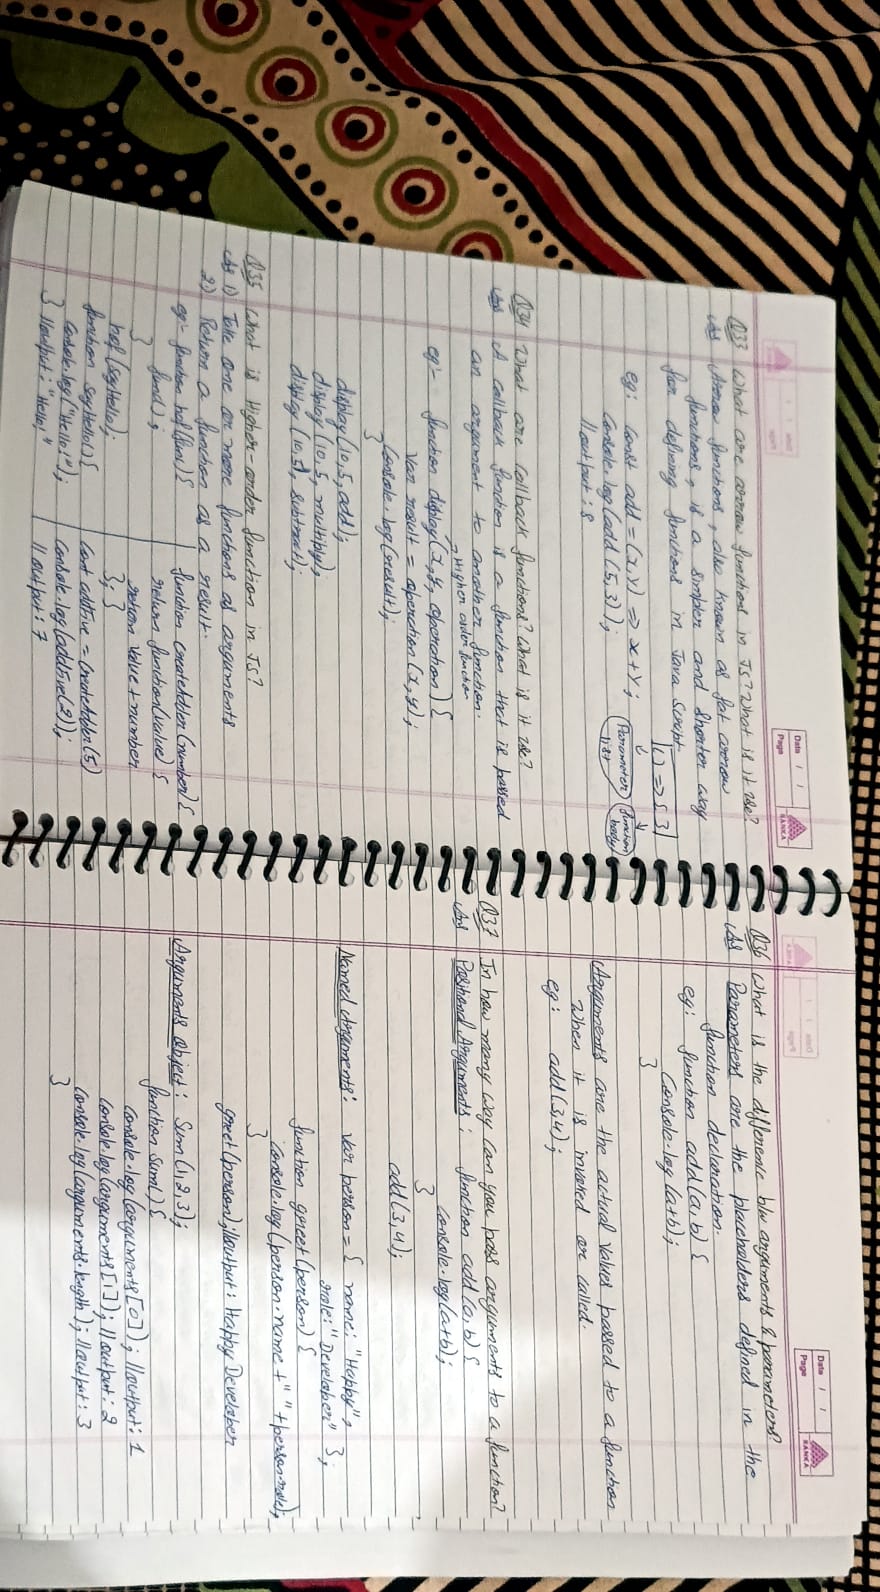 Date / /
Page
SANKA
Q33 What are arrow functions in JS? What is it use?
Ans Arrow functions, also known as fat arrow
functions, is a simpler and shorter way
for defining functions in Java Script.
() => { }
Parameter list
function body
eg: const add = (x,y) => x+y;
console.log(add(5,3));
//output: 8
Q34 What are callback functions? What is it use?
Ans A callback function is a function that is passed
an argument to another function.
Higher order function
eg:- function display(x, y, operation) {
var result = operation(x, y);
console.log(result);
}
display(10, 5, add);
display(10, 5, multiply);
display(10, 5, subtract);
Q35 What is Higher-order function in JS?
Ans 1) Take one or more functions as arguments
2) Return a function as a result.
eg:- function hof(func) {
func();
}
hof(sayHello);
function sayHello() {
console.log("Hello!");
} //output: "Hello!"
function createAdder(number) {
return function(value) {
return value + number
}; }
const addFive = createAdder(5)
console.log(addFive(2));
//output: 7
Date / /
Page
SANKA
Q36 What is the difference b/w arguments & parameters?
Ans Parameters are the placeholders defined in the
function declaration.
eg: function add(a, b) {
console.log(a+b);
}
Arguments are the actual values passed to a function
when it is invoked or called.
eg: add(3,4);
Q37 In how many way can you pass arguments to a function?
Ans Positional Arguments: function add(a, b) {
console.log(a+b);
}
add(3,4);
Named Arguments: var person = { name: "Happy",
role: "Developer" };
function greet(person) {
console.log(person.name + " " + person.role);
}
greet(person); //output: Happy Developer
Arguments object: sum(1,2,3);
function sum() {
console.log(arguments[0]); //output: 1
console.log(arguments[1]); //output: 2
console.log(arguments.length); //output: 3
}